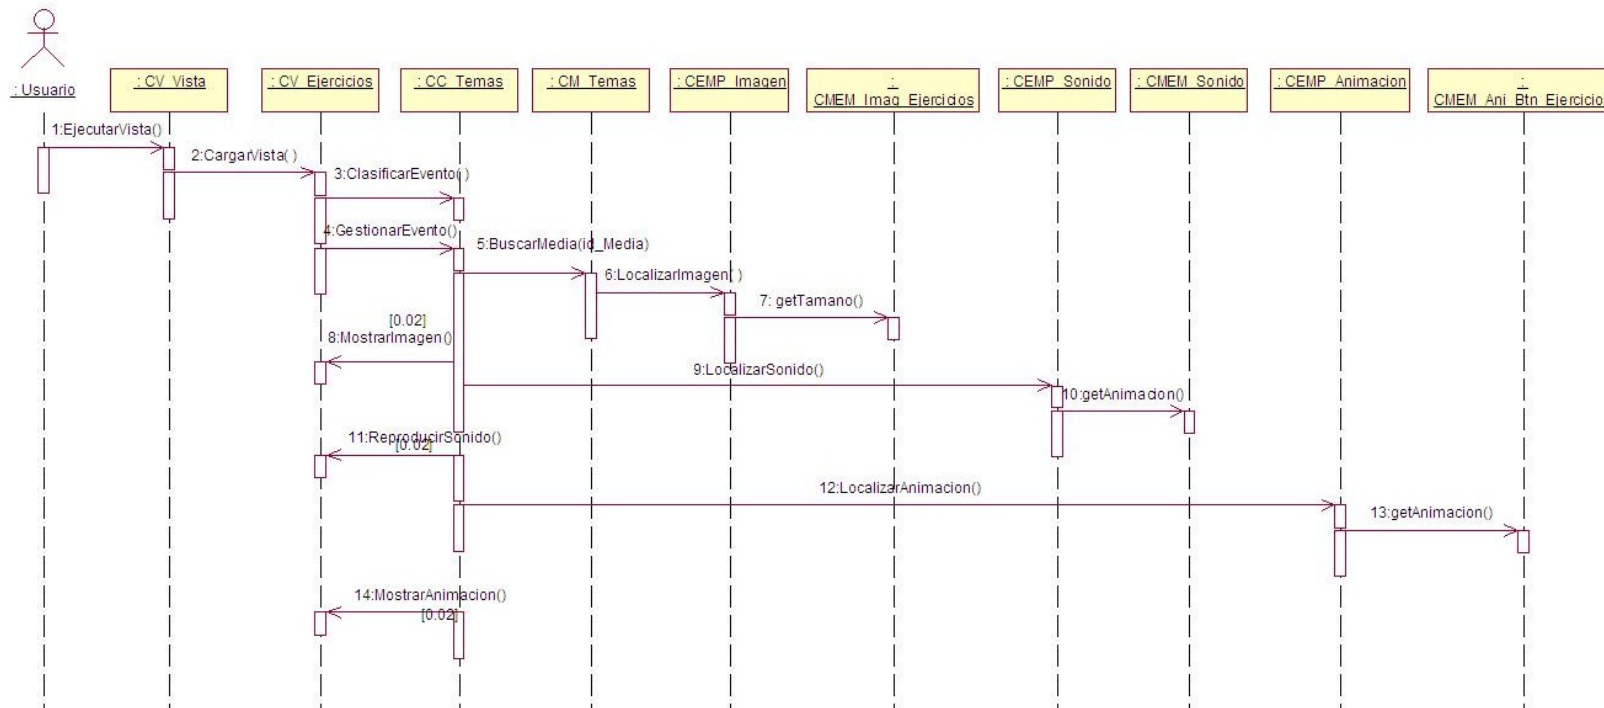 : Usuario
: CV_Vista
: CV_Ejercicios
: CC_Temas
: CM_Temas
: CEMP_Imagen
:
CMEM_Imag_Ejercicios
: CEMP_Sonido
: CMEM_Sonido
: CEMP_Animacion
:
CMEM_Ani_Btn_Ejercicio
1:EjecutarVista()
2:CargarVista( )
3:ClasificarEvento( )
4:GestionarEvento()
5:BuscarMedia(id_Media)
6:LocalizarImagen( )
7: getTamano()
[0.02]
8:MostrarImagen()
9:LocalizarSonido()
10:getAnimacion()
11:ReproducirSonido()
[0.02]
12:LocalizarAnimacion()
13:getAnimacion()
14:MostrarAnimacion()
[0.02]